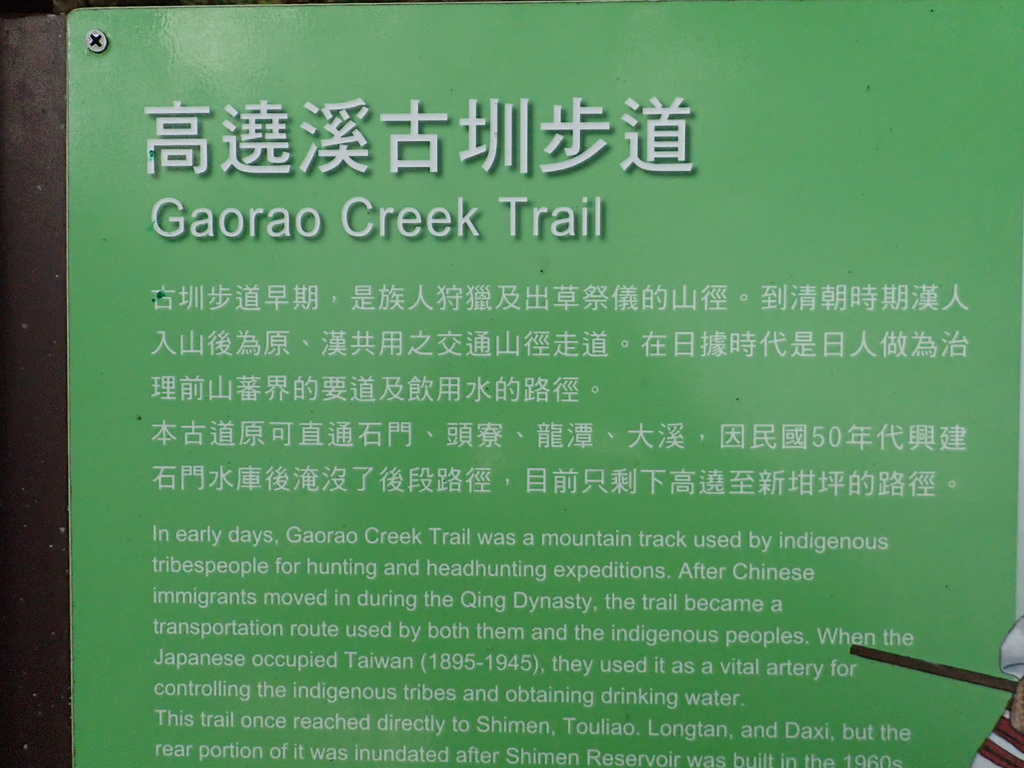 高遶溪古圳步道
Gaorao Creek Trail
古圳步道早期，是族人狩獵及出草祭儀的山徑。到清朝時期漢人
入山後為原、漢共用之交通山徑走道。在日據時代是日人做為治
理前山蕃界的要道及飲用水的路徑。
本古道原可直通石門、頭寮、龍潭、大溪，因民國50年代興建
石門水庫後淹沒了後段路徑，目前只剩下高遶至新坩坪的路徑。
In early days, Gaorao Creek Trail was a mountain track used by indigenous
tribespeople for hunting and headhunting expeditions. After Chinese
immigrants moved in during the Qing Dynasty, the trail became a
transportation route used by both them and the indigenous peoples. When the
Japanese occupied Taiwan (1895-1945), they used it as a vital artery for
controlling the indigenous tribes and obtaining drinking water.
This trail once reached directly to Shimen, Touliao. Longtan, and Daxi, but the
rear portion of it was inundated after Shimen Reservoir was built in the 1960s